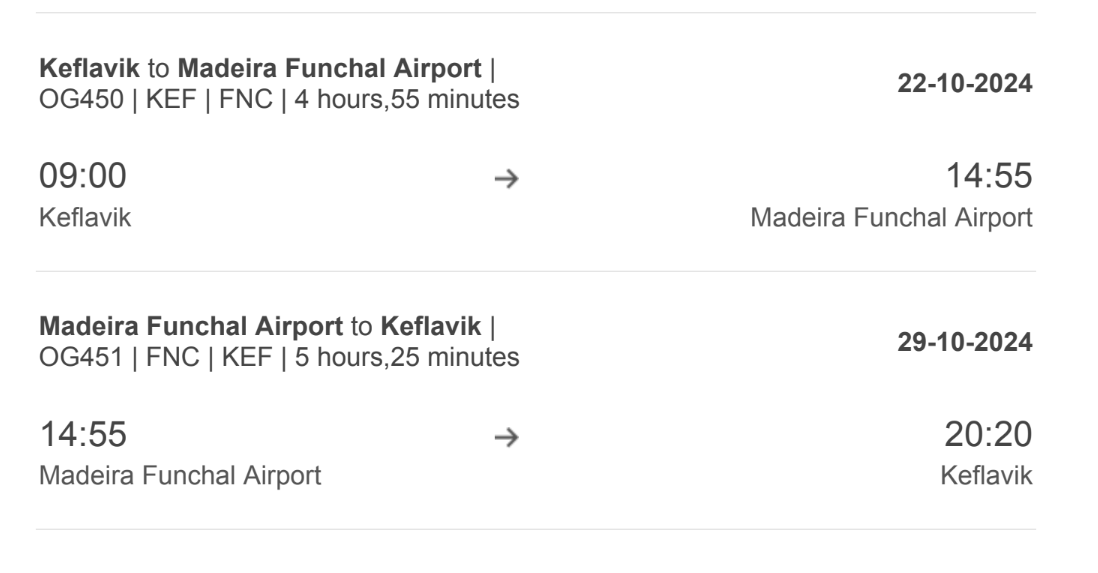 Keflavik to Madeira Funchal Airport |
OG450 | KEF | FNC | 4 hours,55 minutes
22-10-2024
09:00
→
14:55
Keflavik
Madeira Funchal Airport
Madeira Funchal Airport to Keflavik |
OG451 | FNC | KEF | 5 hours,25 minutes
29-10-2024
14:55
→
20:20
Madeira Funchal Airport
Keflavik